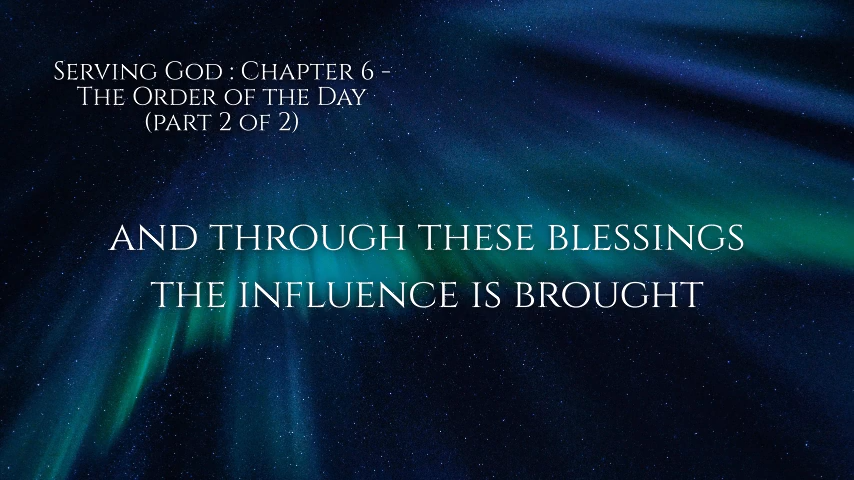 Serving God : Chapter 6 -
The Order of the Day
(part 2 of 2)
and through these blessings
the influence is brought